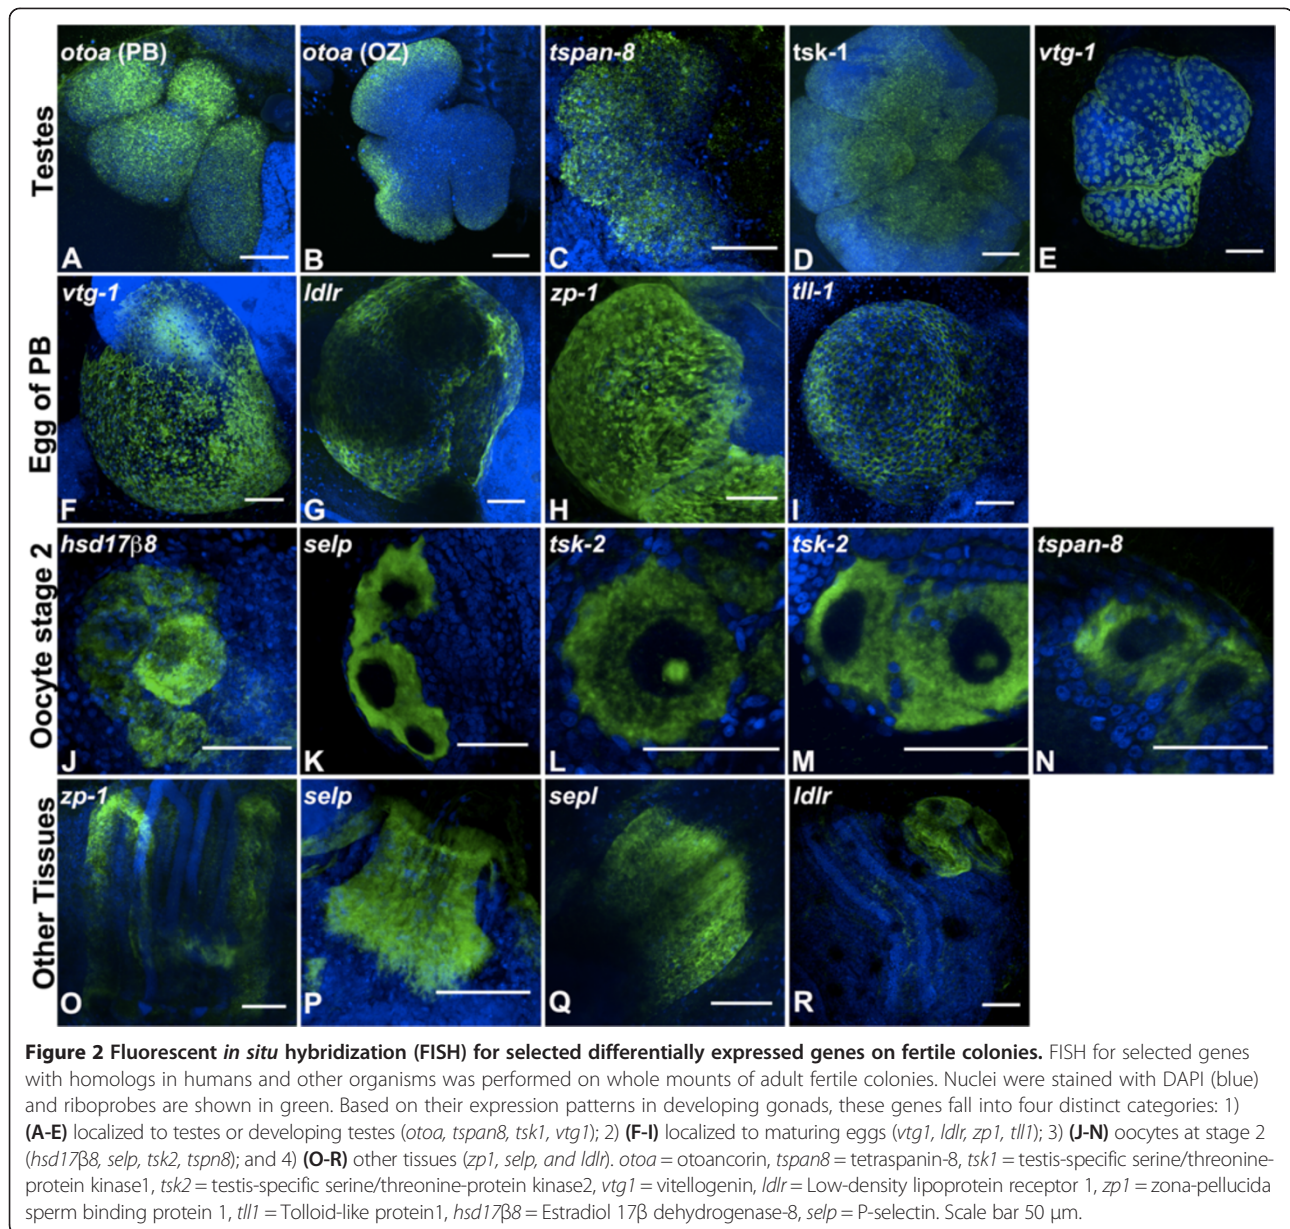 Testes
otoa (PB)
A
otoa (OZ)
B
tspan-8
C
tsk-1
D
vtg-1
E
Egg of PB
vtg-1
F
ldlr
G
zp-1
H
tll-1
I
Oocyte stage 2
hsd17β8
J
selp
K
tsk-2
L
tsk-2
M
tspan-8
N
Other Tissues
zp-1
O
selp
P
sepl
Q
ldlr
R
Figure 2 Fluorescent in situ hybridization (FISH) for selected differentially expressed genes on fertile colonies. FISH for selected genes
with homologs in humans and other organisms was performed on whole mounts of adult fertile colonies. Nuclei were stained with DAPI (blue)
and riboprobes are shown in green. Based on their expression patterns in developing gonads, these genes fall into four distinct categories: 1)
(A-E) localized to testes or developing testes (otoa, tspan8, tsk1, vtg1); 2) (F-I) localized to maturing eggs (vtg1, ldlr, zp1, tll1); 3) (J-N) oocytes at stage 2
(hsd17β8, selp, tsk2, tspn8); and 4) (O-R) other tissues (zp1, selp, and ldlr). otoa = otoancorin, tspan8 = tetraspanin-8, tsk1 = testis-specific serine/threonine-
protein kinase1, tsk2 = testis-specific serine/threonine-protein kinase2, vtg1 = vitellogenin, ldlr = Low-density lipoprotein receptor 1, zp1 = zona-pellucida
sperm binding protein 1, tll1 = Tolloid-like protein1, hsd17β8 = Estradiol 17β dehydrogenase-8, selp = P-selectin. Scale bar 50 μm.